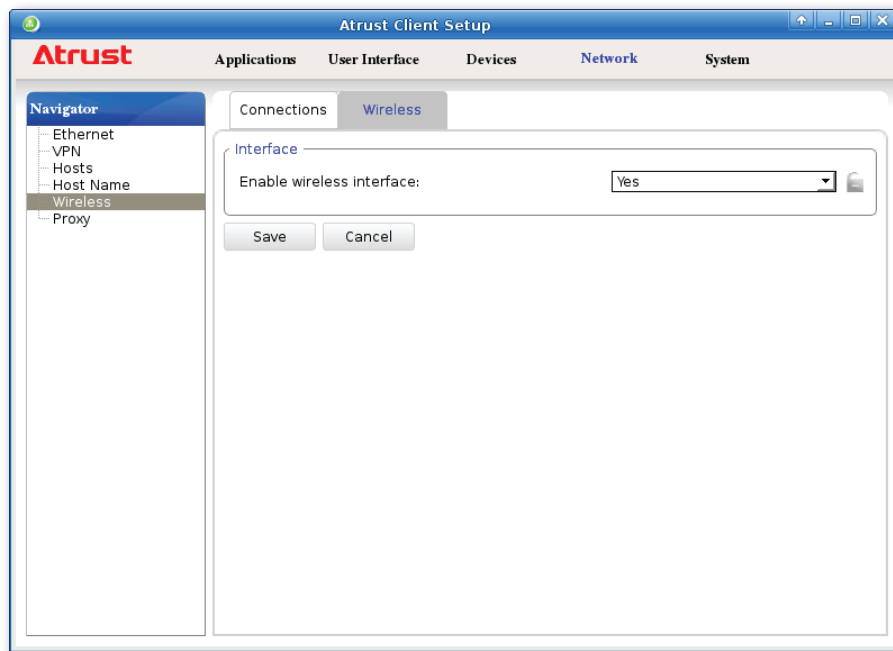 Atrust Client Setup
Atrust
Applications User Interface Devices Network System
Navigator
Ethernet
VPN
Hosts
Host Name
Wireless
Proxy
Connections Wireless
Interface
Enable wireless interface: Yes
Save Cancel